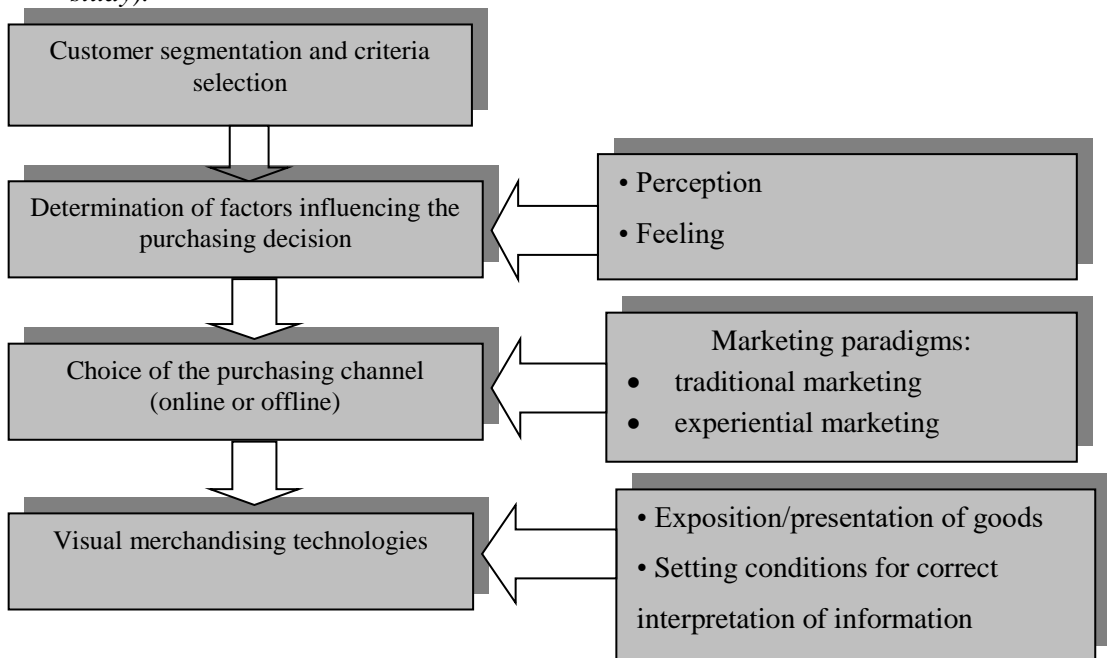 study).
Customer segmentation and criteria
selection
Determination of factors influencing the
purchasing decision
• Perception
• Feeling
Choice of the purchasing channel
(online or offline)
Marketing paradigms:
• traditional marketing
• experiential marketing
Visual merchandising technologies
• Exposition/presentation of goods
• Setting conditions for correct
interpretation of information